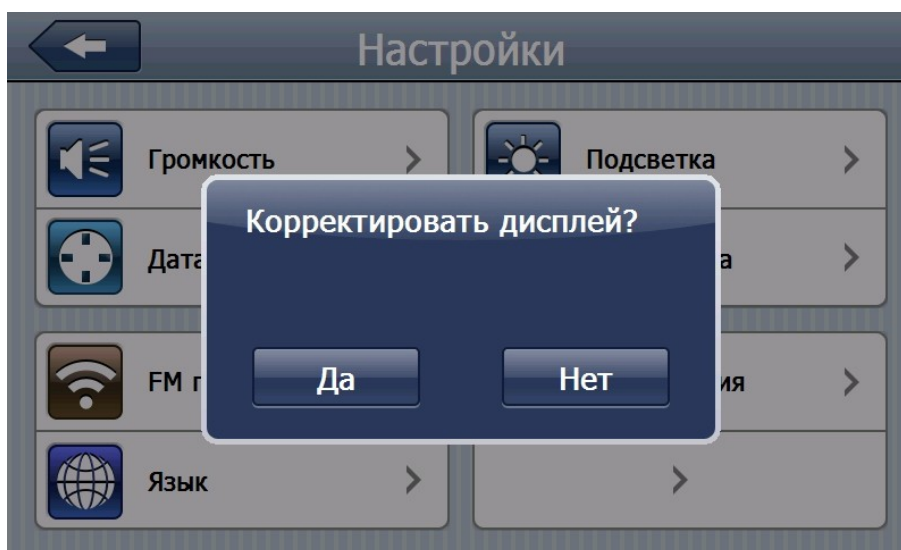 Настройки
Громкость
Подсветка
Корректировать дисплей?
Дата
а
FM
Да
Нет
ия
Язык